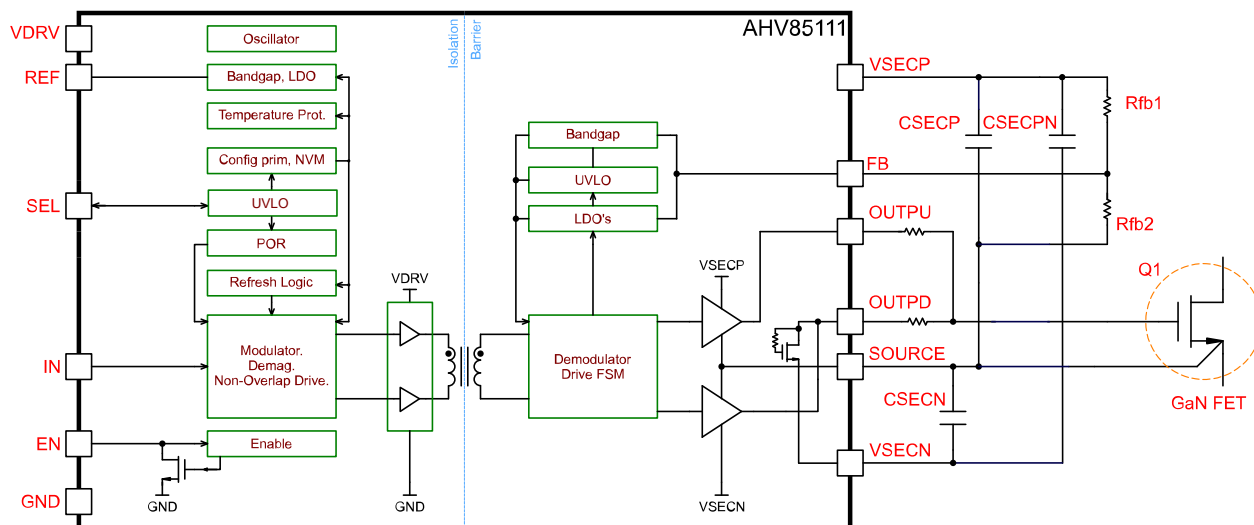 AHV85111
VDRV
REF
SEL
IN
EN
GND
Oscillator
Bandgap, LDO
Temperature Prot.
Config prim, NVM
UVLO
POR
Refresh Logic
Modulator.
Demag.
Non-Overlap Drive.
Enable
GND
VDRV
GND
Isolation
Barrier
Bandgap
UVLO
LDO's
Demodulator
Drive FSM
VSECP
VSECN
VSECP
FB
OUTPU
OUTPD
SOURCE
VSECN
CSECP
CSECPN
Rfb1
Rfb2
CSECN
Q1
GaN FET